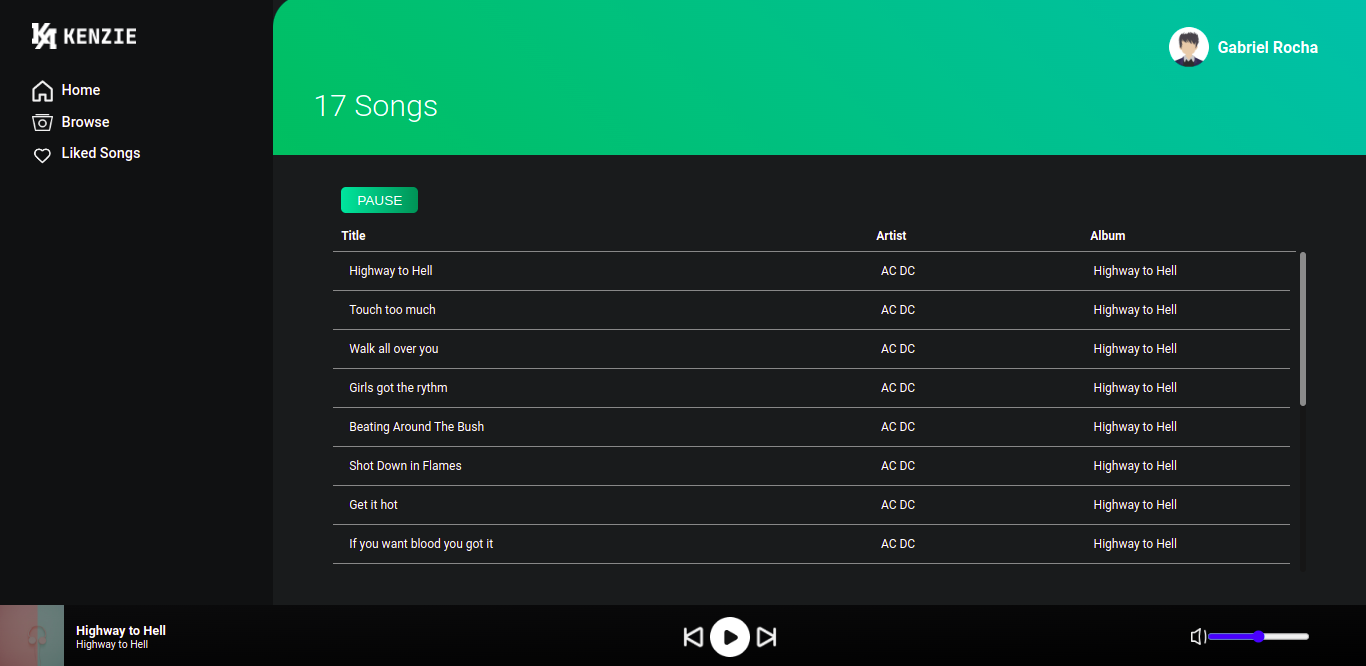 KENZIE
Home
Browse
Liked Songs
Gabriel Rocha
17 Songs
PAUSE
Title Artist Album
Highway to Hell AC DC Highway to Hell
Touch too much AC DC Highway to Hell
Walk all over you AC DC Highway to Hell
Girls got the rythm AC DC Highway to Hell
Beating Around The Bush AC DC Highway to Hell
Shot Down in Flames AC DC Highway to Hell
Get it hot AC DC Highway to Hell
If you want blood you got it AC DC Highway to Hell
Highway to Hell
Highway to Hell